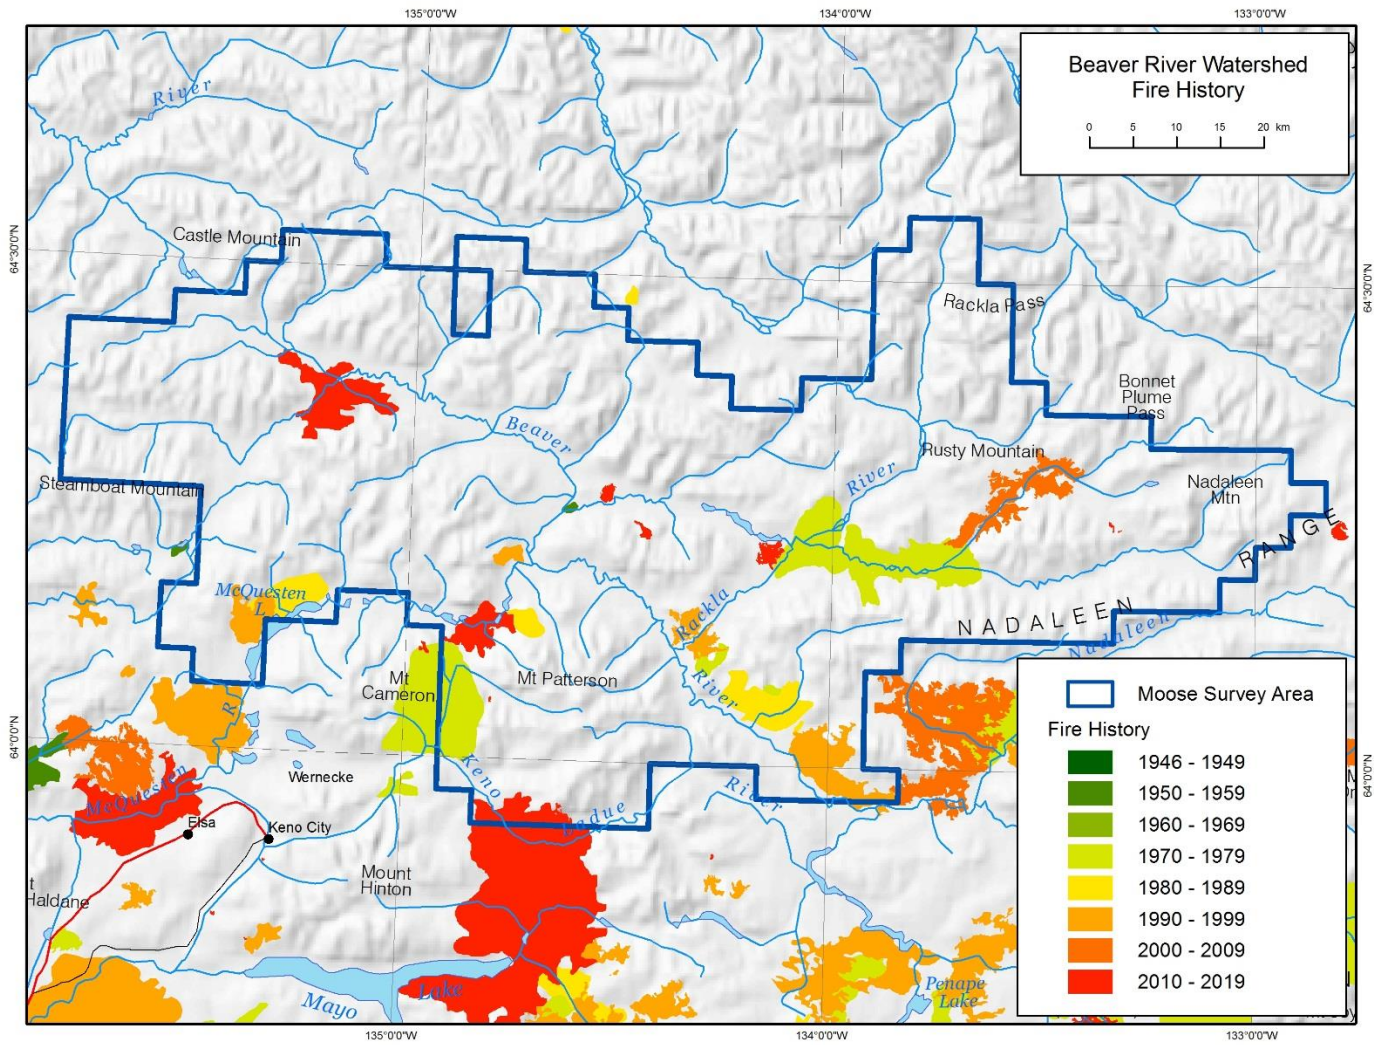 135°0'0"W
134°0'0"W
133°0'0"W
Beaver River Watershed
Fire History
0 5 10 15 20 km
River
64°30'0"N
64°30'0"N
Castle Mountain
Rackla Pass
Bonnet
Plume
Pass
Beaver
River
Rusty Mountain
Nadaleen
Mtn
Steamboat Mountain
NADALEEN RANGE
McQuesten
L
Rackla
River
Nadaleen
Mt
Cameron
Mt Patterson
R
64°0'0"N
64°0'0"N
Wernecke
Keno
Ladue
River
McQuesten
Elsa
Keno City
Mount
Hinton
t
Haldane
Mayo
Lake
Penape
Lake
Moose Survey Area
Fire History
1946 - 1949
1950 - 1959
1960 - 1969
1970 - 1979
1980 - 1989
1990 - 1999
2000 - 2009
2010 - 2019
135°0'0"W
134°0'0"W
133°0'0"W